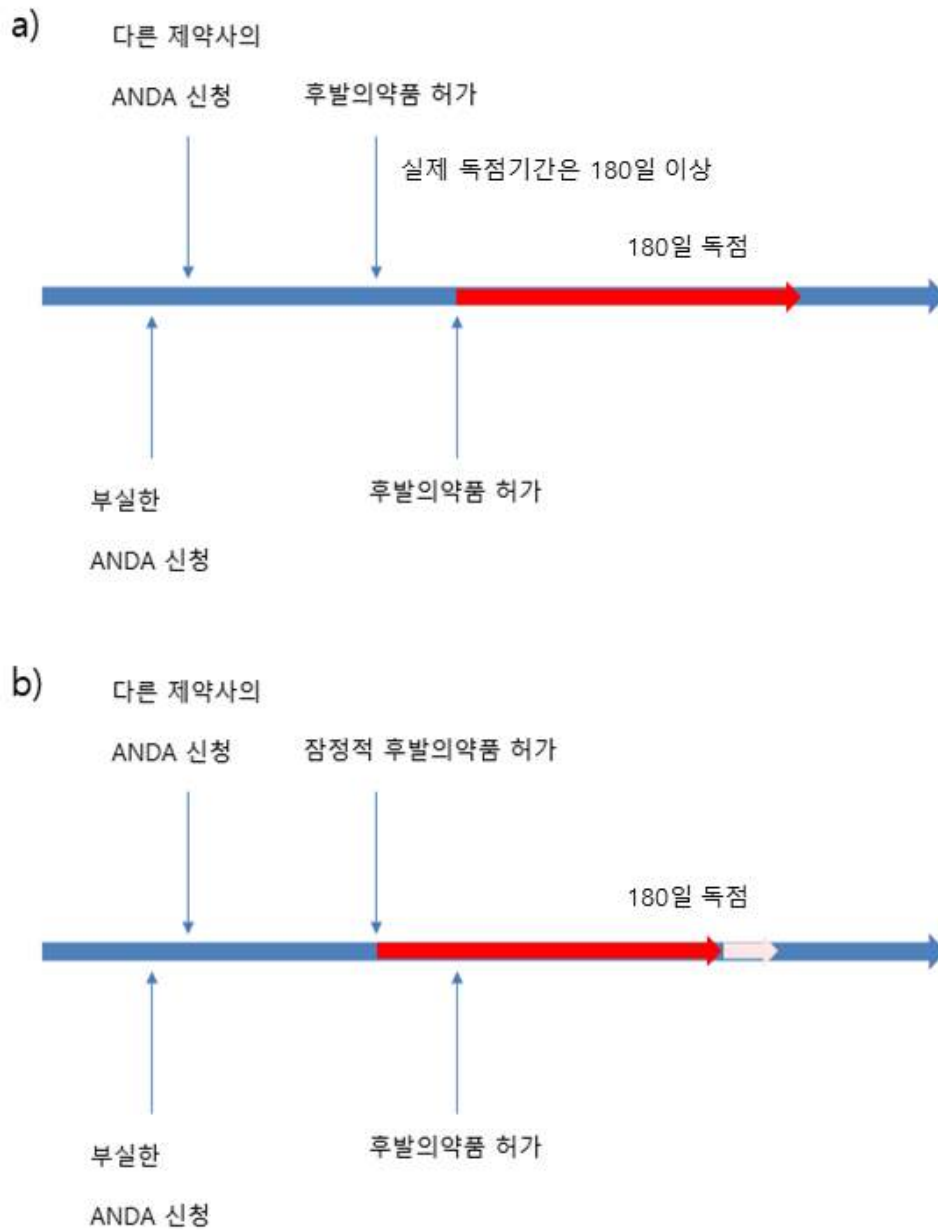 a)
다른 제약사의
ANDA 신청
후발의약품 허가
실제 독점기간은 180일 이상
180일 독점
부실한
ANDA 신청
후발의약품 허가
b)
다른 제약사의
ANDA 신청
잠정적 후발의약품 허가
180일 독점
부실한
ANDA 신청
후발의약품 허가